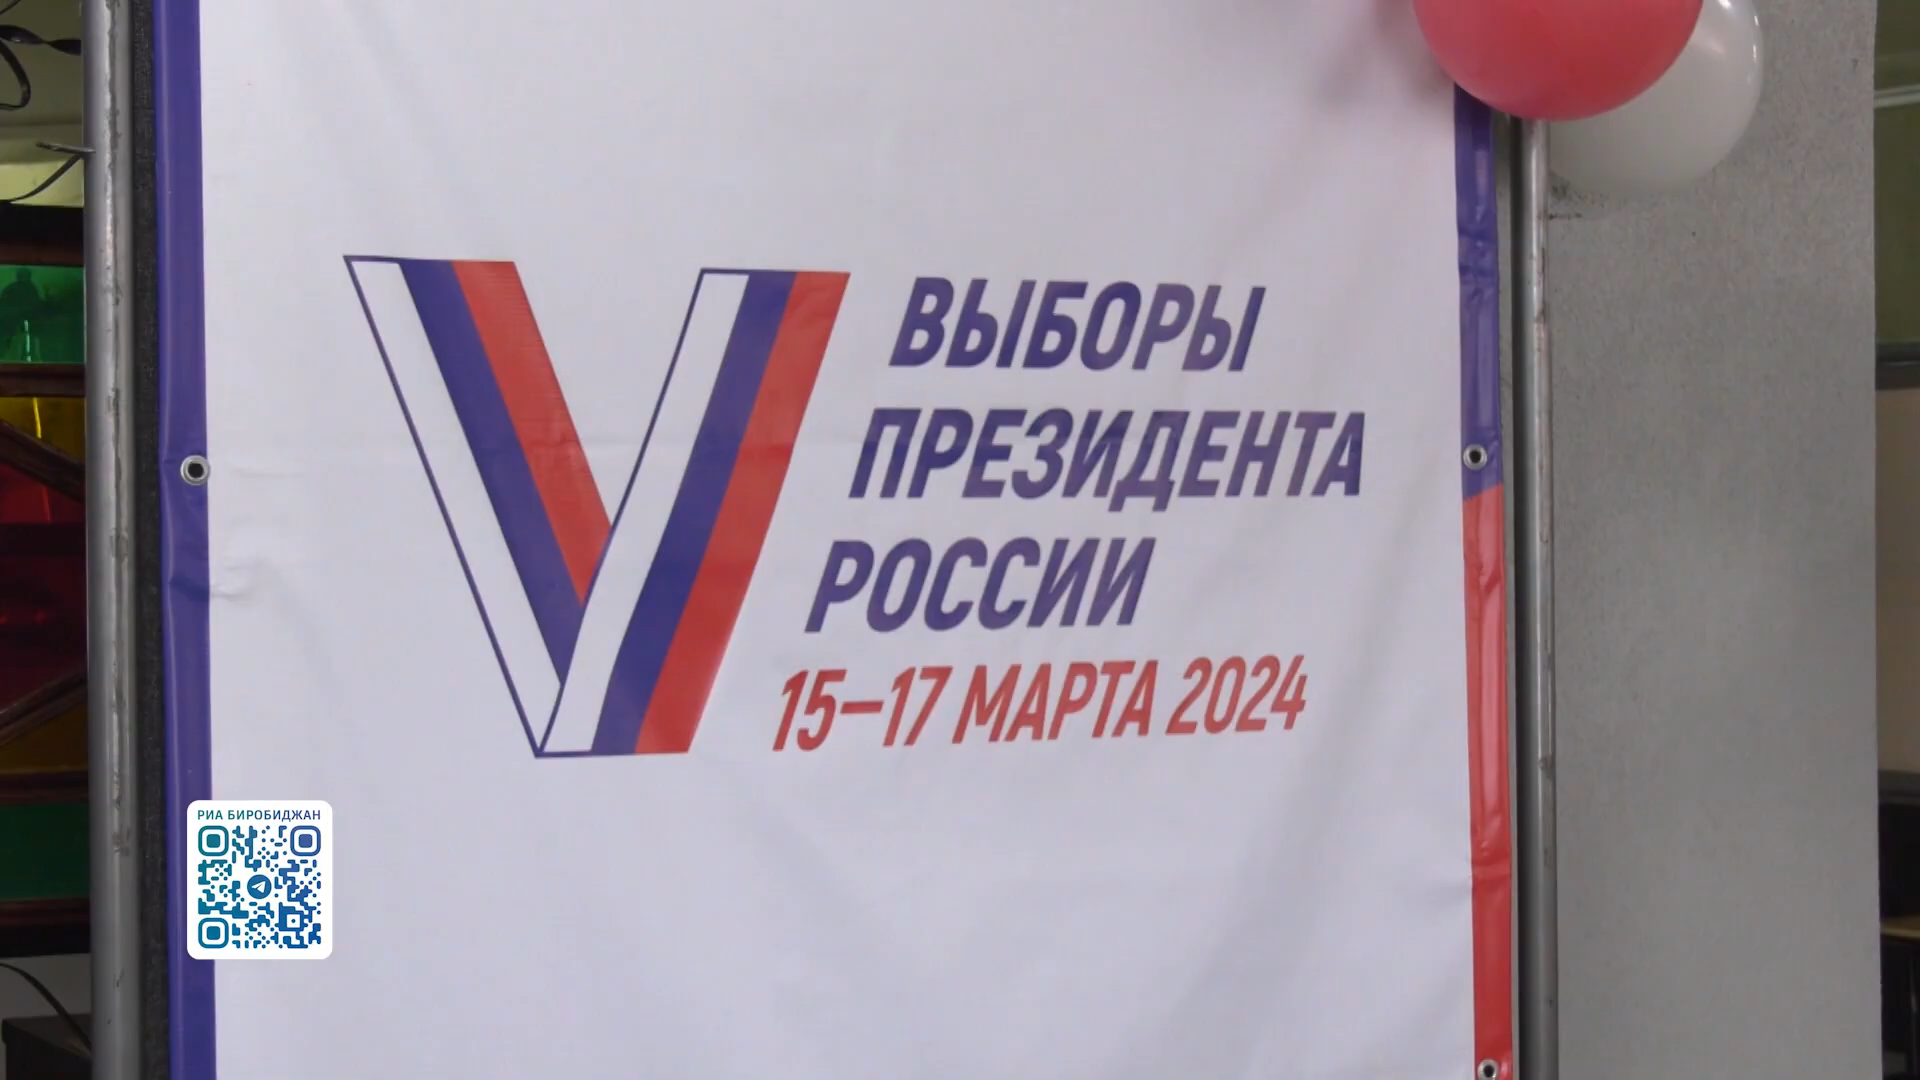 ВЫБОРЫ
ПРЕЗИДЕНТА
РОССИИ
15–17 МАРТА 2024
РИА БИРОБИДЖАН